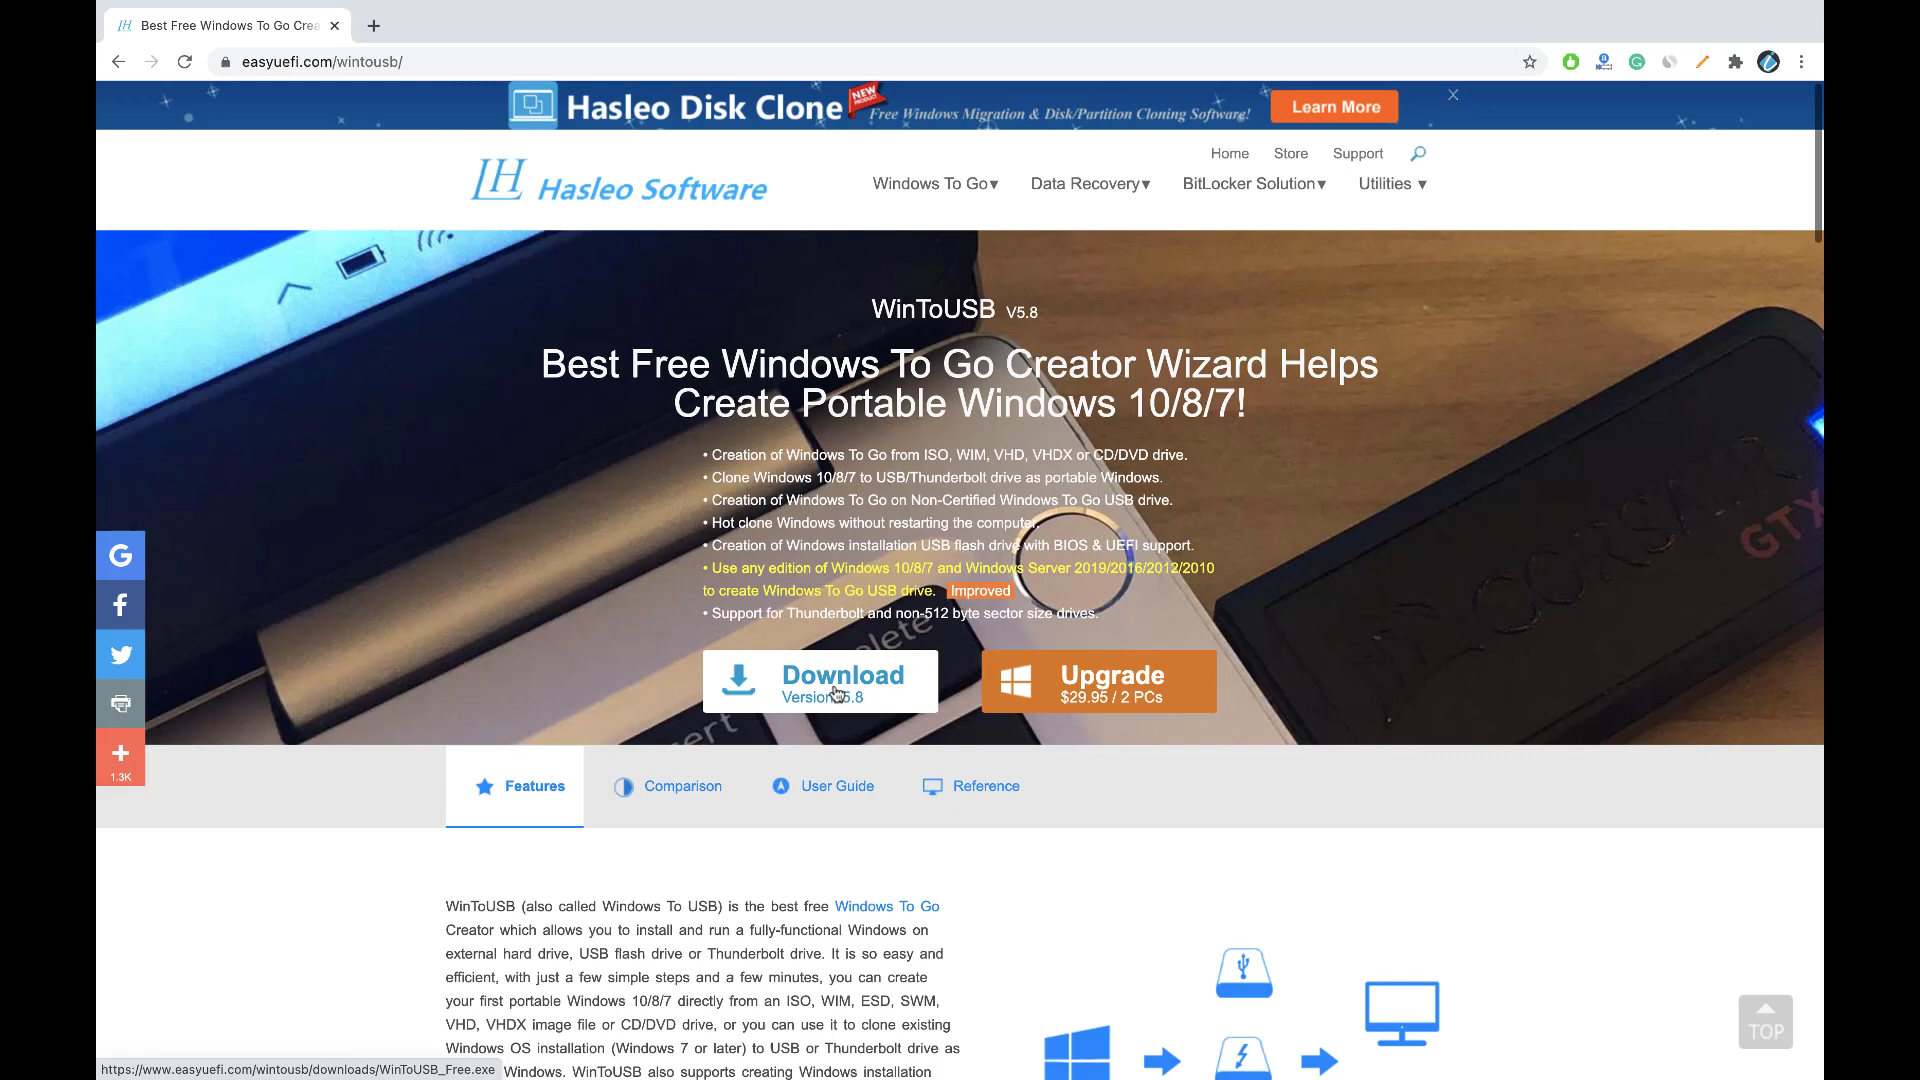 Best Free Windows To Go Crea
easyuefi.com/wintousb/
Hasleo Disk Clone
NEW PRODUCT
Free Windows Migration & Disk/Partition Cloning Software!
Learn More
Home Store Support
LH Hasleo Software
Windows To Go▾ Data Recovery▾ BitLocker Solution▾ Utilities ▾
WinToUSB V5.8
Best Free Windows To Go Creator Wizard Helps
Create Portable Windows 10/8/7!
• Creation of Windows To Go from ISO, WIM, VHD, VHDX or CD/DVD drive.
• Clone Windows 10/8/7 to USB/Thunderbolt drive as portable Windows.
• Creation of Windows To Go on Non-Certified Windows To Go USB drive.
• Hot clone Windows without restarting the computer.
• Creation of Windows installation USB flash drive with BIOS & UEFI support.
• Use any edition of Windows 10/8/7 and Windows Server 2019/2016/2012/2010
to create Windows To Go USB drive. Improved
• Support for Thunderbolt and non-512 byte sector size drives.
CORSAIR
GTX
Download
Version 5.8
Upgrade
$29.95 / 2 PCs
1.3K
Features Comparison User Guide Reference
WinToUSB (also called Windows To USB) is the best free Windows To Go
Creator which allows you to install and run a fully-functional Windows on
external hard drive, USB flash drive or Thunderbolt drive. It is so easy and
efficient, with just a few simple steps and a few minutes, you can create
your first portable Windows 10/8/7 directly from an ISO, WIM, ESD, SWM,
VHD, VHDX image file or CD/DVD drive, or you can use it to clone existing
Windows OS installation (Windows 7 or later) to USB or Thunderbolt drive as
Windows. WinToUSB also supports creating Windows installation
TOP
https://www.easyuefi.com/wintousb/downloads/WinToUSB_Free.exe